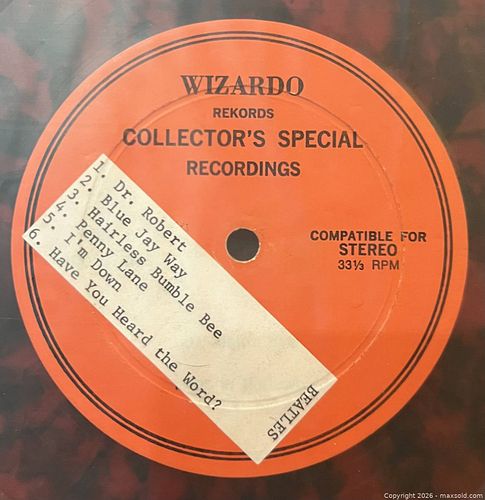 WIZARDO
REKORDS
COLLECTOR'S SPECIAL
RECORDINGS
COMPATIBLE FOR
STEREO
33⅓ RPM
1. Dr. Robert
2. Blue Jay Way
3. Hairless Bumble Bee
4. Penny Lane
5. I'm Down
6. Have You Heard the Word?
BEATLES
Copyright 2026 - maxsold.com